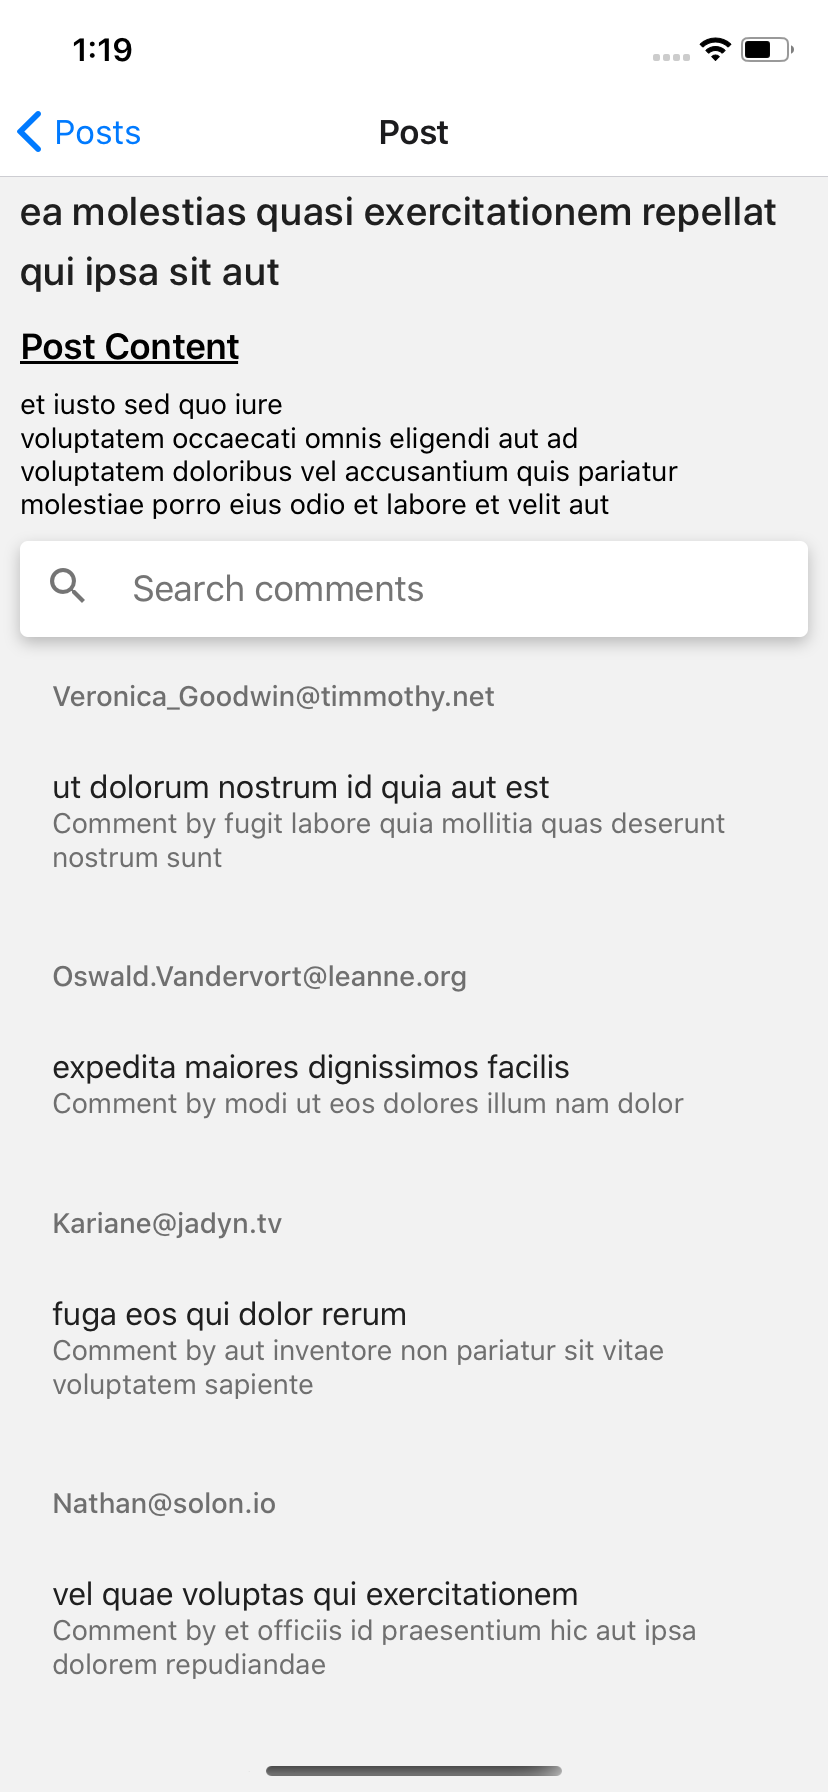 1:19
Posts
Post
ea molestias quasi exercitationem repellat
qui ipsa sit aut
Post Content
et iusto sed quo iure
voluptatem occaecati omnis eligendi aut ad
voluptatem doloribus vel accusantium quis pariatur
molestiae porro eius odio et labore et velit aut
Search comments
Veronica_Goodwin@timmothy.net
ut dolorum nostrum id quia aut est
Comment by fugit labore quia mollitia quas deserunt
nostrum sunt
Oswald.Vandervort@leanne.org
expedita maiores dignissimos facilis
Comment by modi ut eos dolores illum nam dolor
Kariane@jadyn.tv
fuga eos qui dolor rerum
Comment by aut inventore non pariatur sit vitae
voluptatem sapiente
Nathan@solon.io
vel quae voluptas qui exercitationem
Comment by et officiis id praesentium hic aut ipsa
dolorem repudiandae